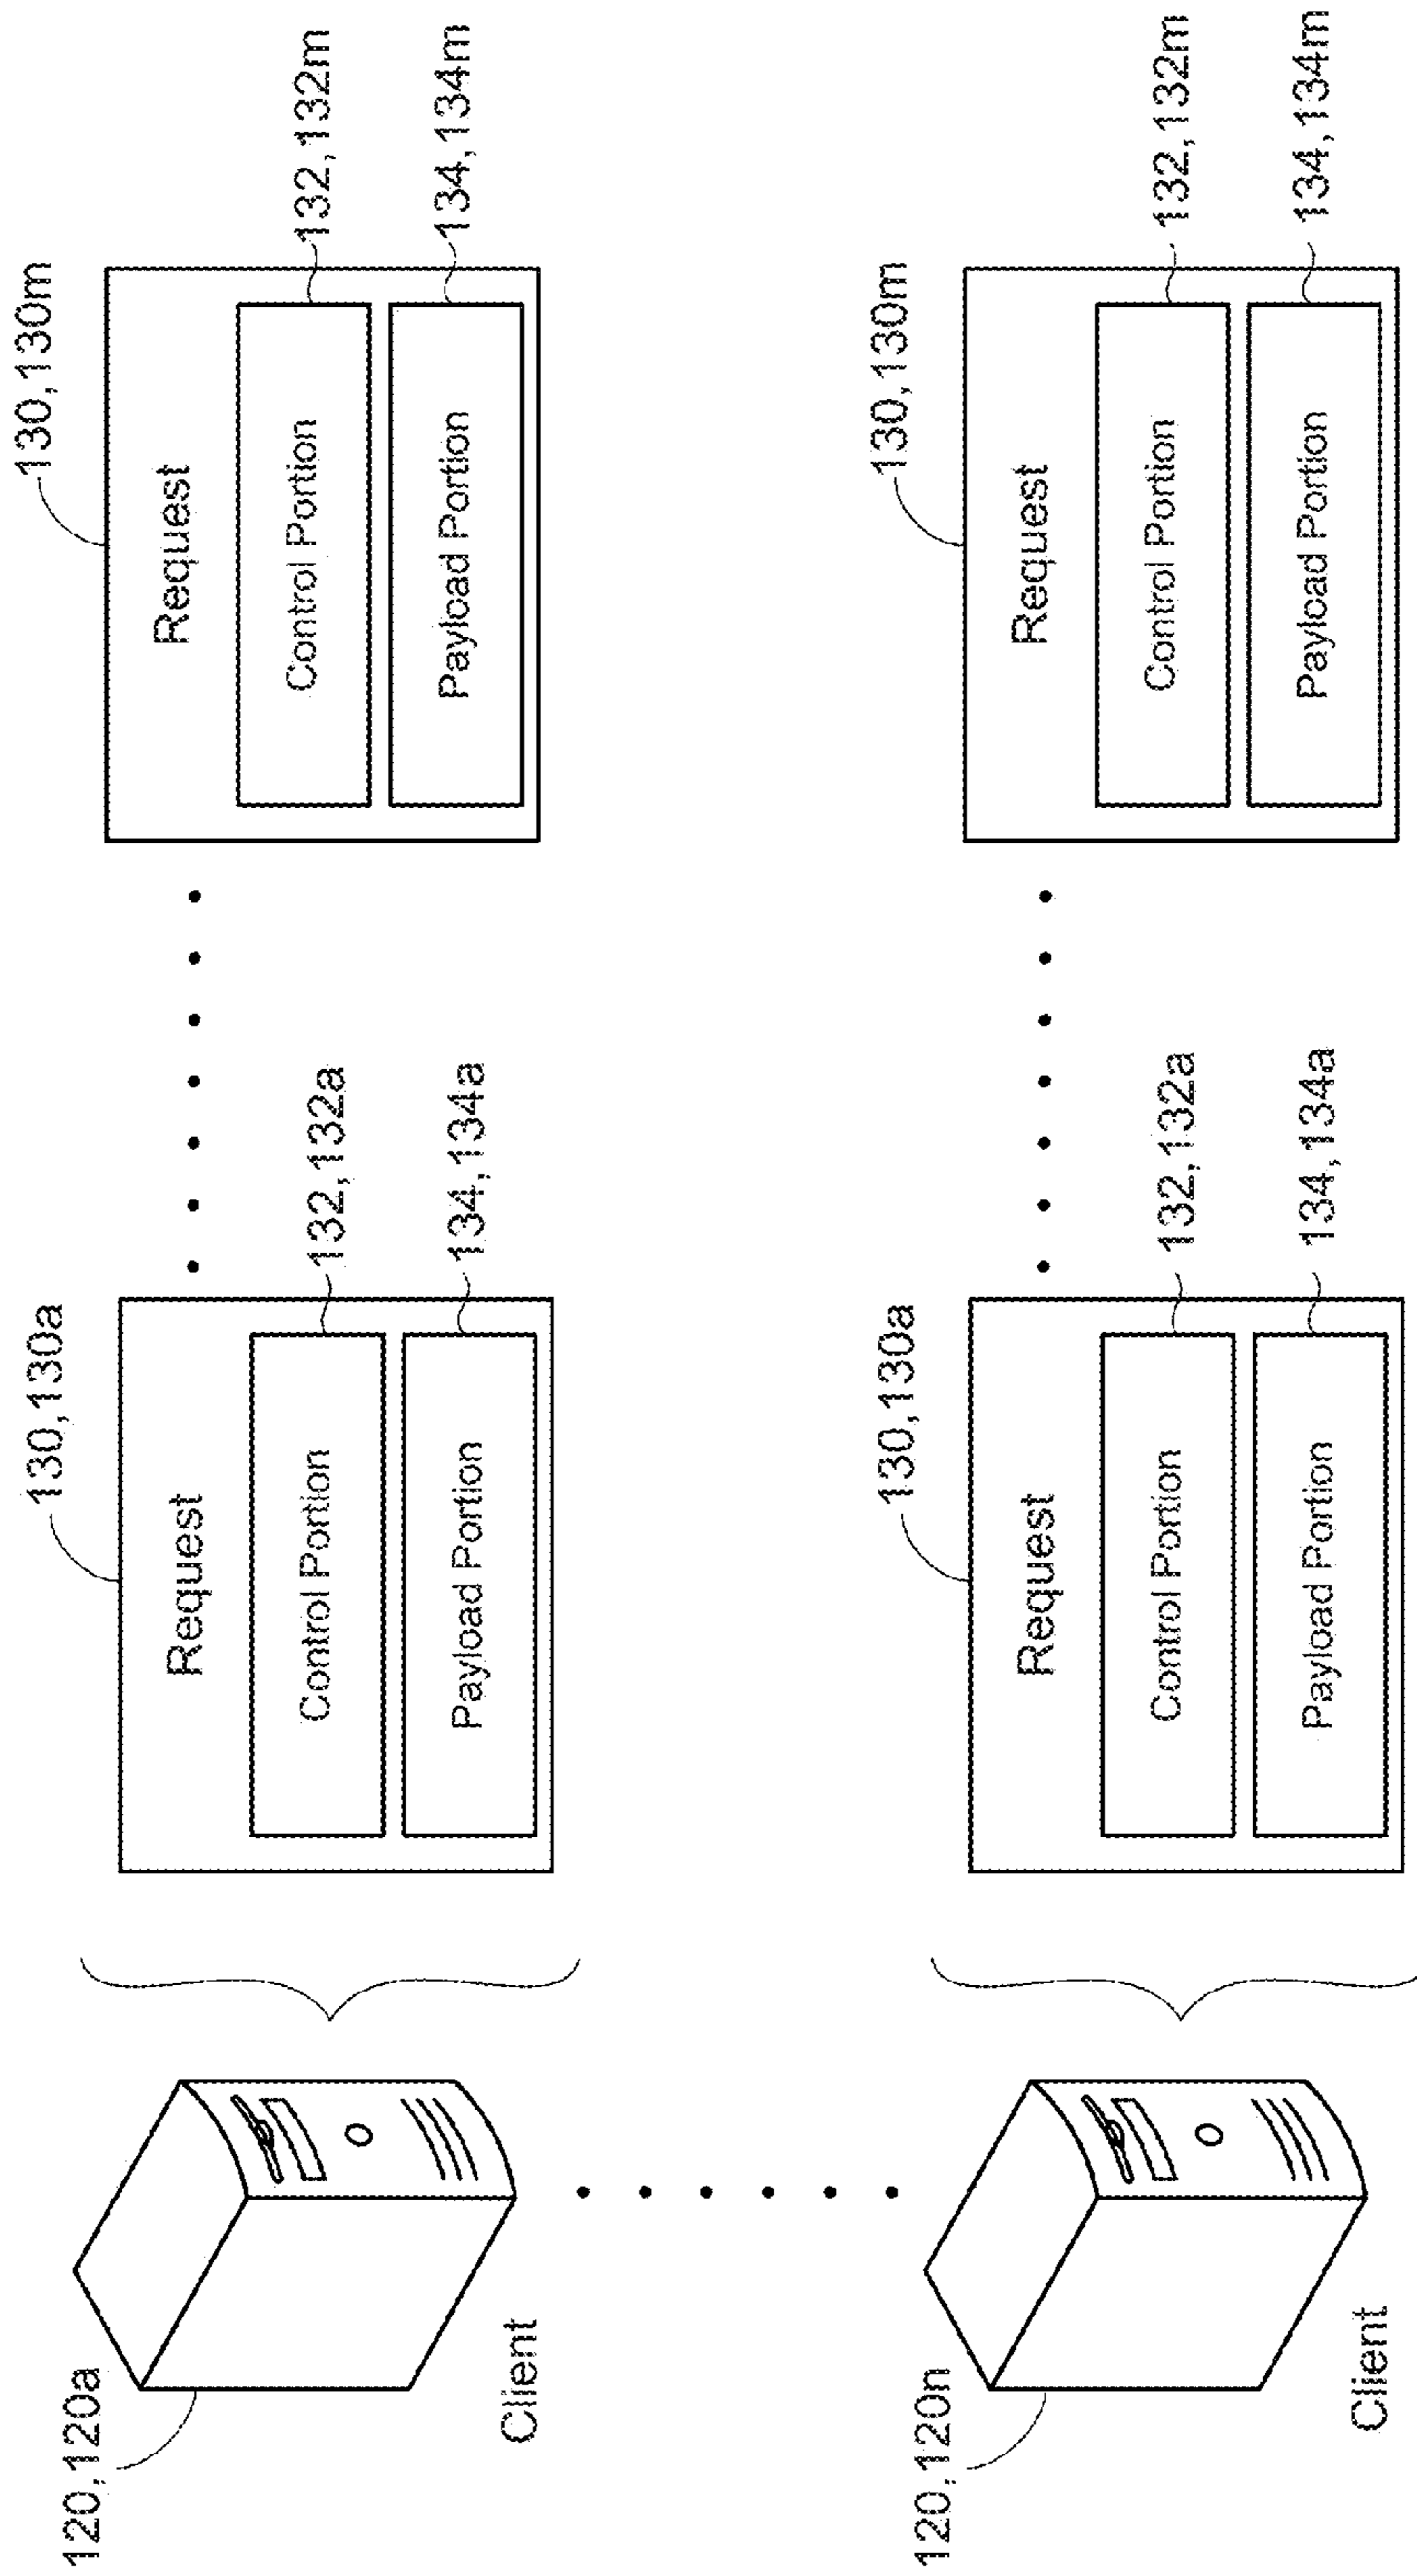 120,120a
Client
130,130a
Request
Control Portion
132,132a
Payload Portion
134,134a
130,130m
Request
Control Portion
132,132m
Payload Portion
134,134m
120,120n
Client
130,130a
Request
Control Portion
132,132a
Payload Portion
134,134a
130,130m
Request
Control Portion
132,132m
Payload Portion
134,134m